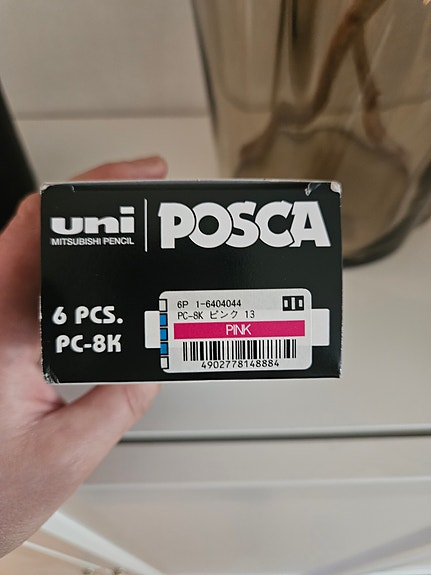 uni
MITSUBISHI PENCIL
POSCA
6 PCS.
PC-8K
6P 1-6404044
PC-8K ピンク 13
PINK
4902778148884